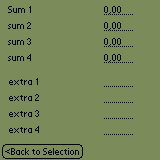 Sum 1 0,00
sum 2 0,00
sum 3 0,00
sum 4 0,00
extra 1
extra 2
extra 3
extra 4
<Back to Selection